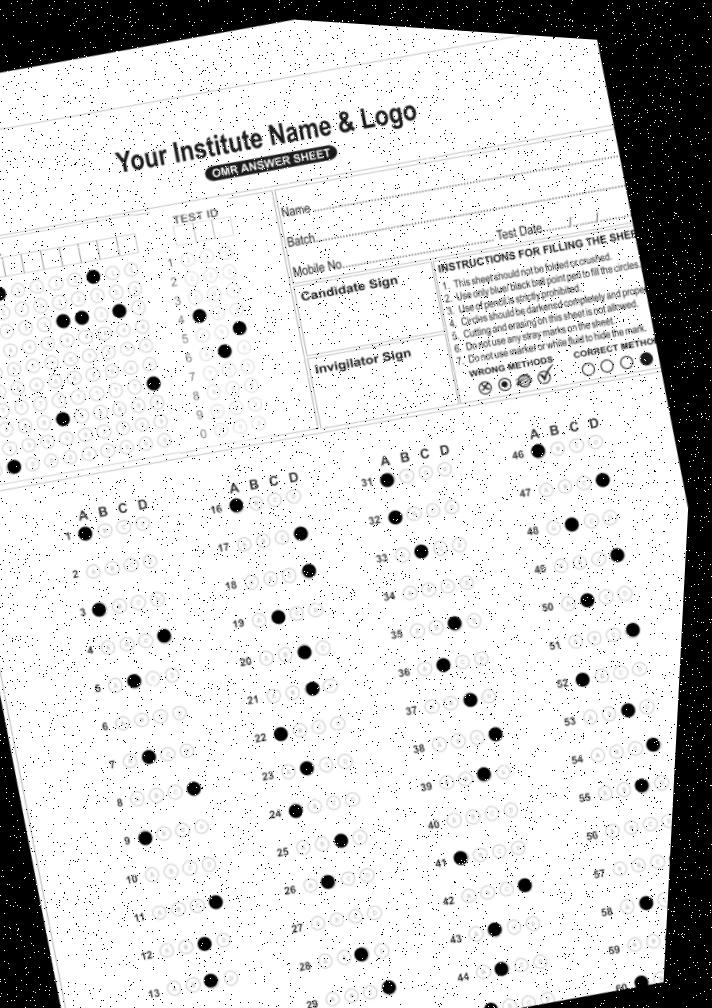 Your Institute Name & Logo
OMR ANSWER SHEET
TEST ID
Name
Batch
Mobile No
Test Date / /
Candidate Sign
Invigilator Sign
INSTRUCTIONS FOR FILLING THE SHEE
1. This sheet should not be folded or crushed.
2. Use only blue/ black ball point pen to fill the circles.
3. Use of pencil is strictly prohibited.
4. Circles should be darkened completely and prope
5. Cutting and erasing on this sheet is not allowed.
6. Do not use any stray marks on the sheet.
7. Do not use marker or white fluid to hide the mark.
WRONG METHODS
CORRECT METHO
1
2
3
4
5
6
7
8
9
0
A B C D
1
2
3
4
5
6
7
8
9
10
11
12
13
A B C D
16
17
18
19
20
21
22
23
24
25
26
27
28
29
A B C D
31
32
33
34
35
36
37
38
39
40
41
42
43
44
A B C D
46
47
48
49
50
51
52
53
54
55
56
57
58
59
60